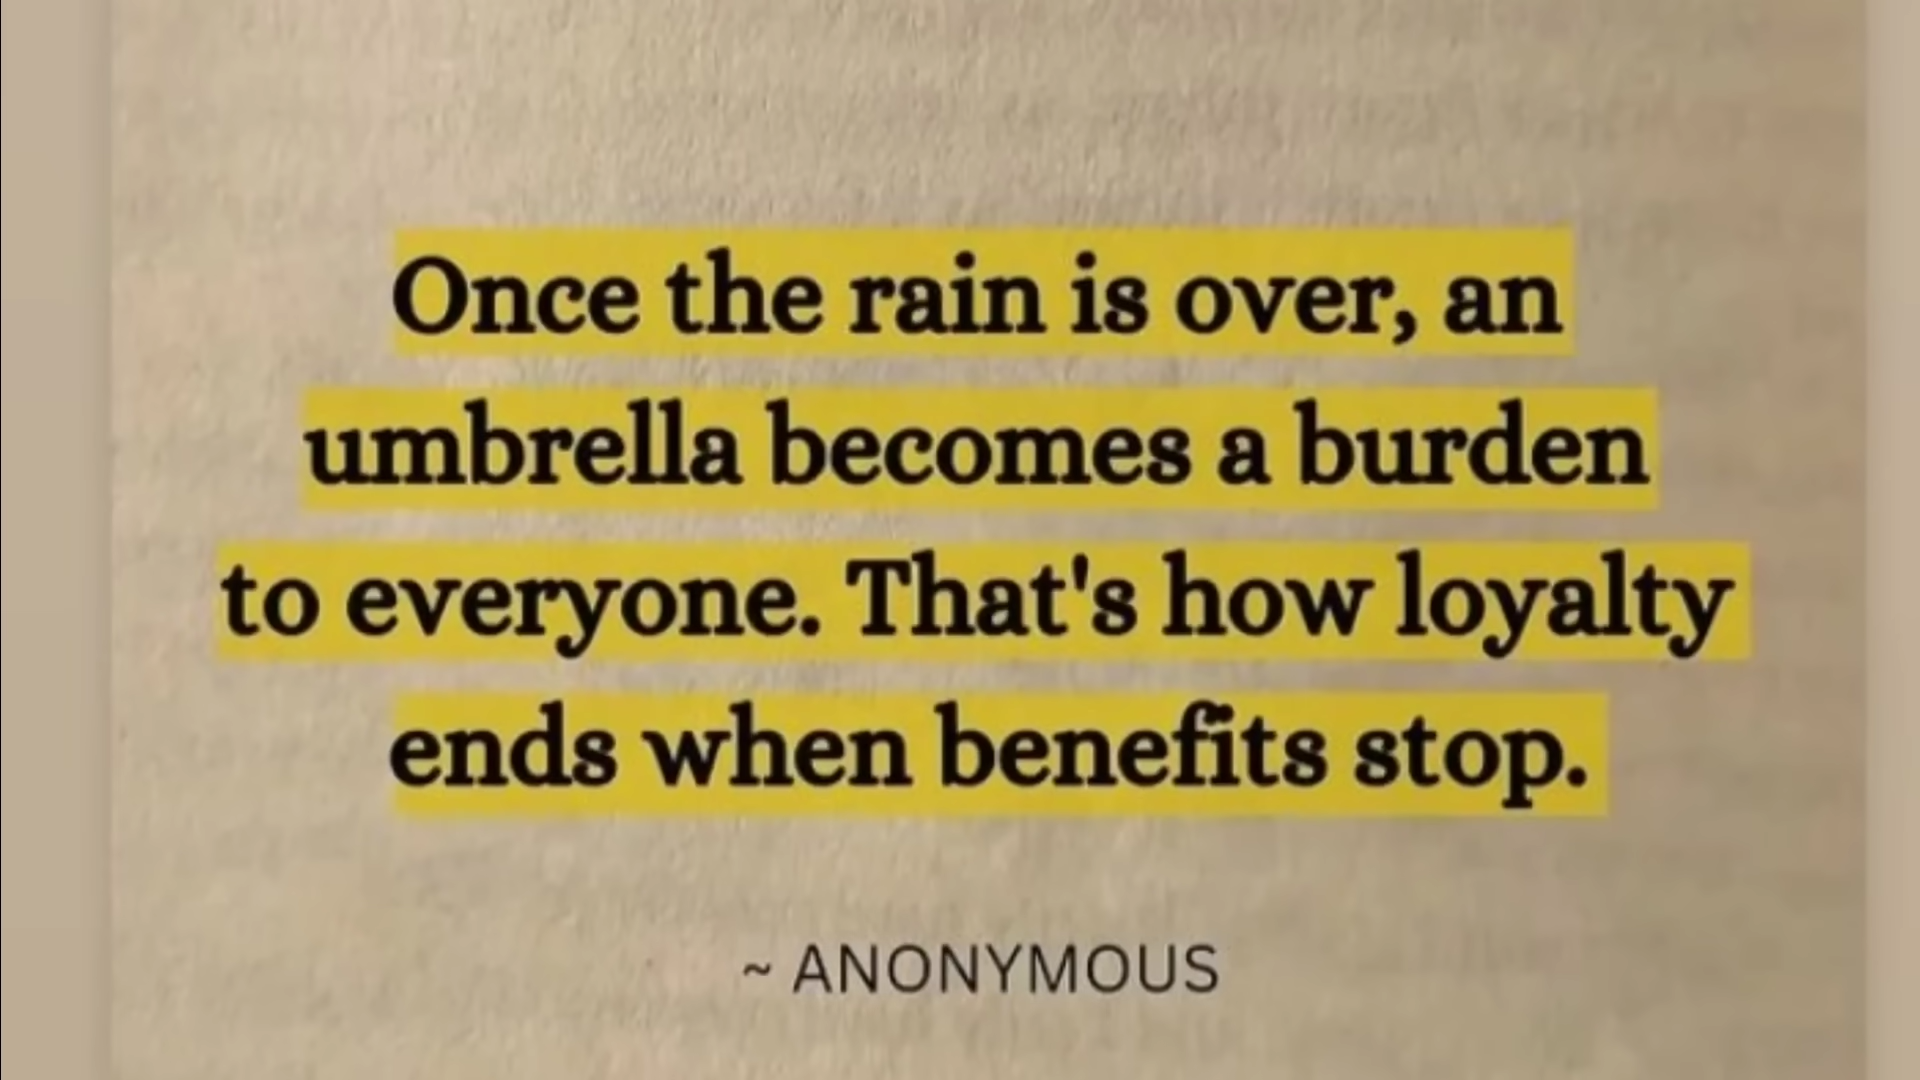 Once the rain is over, an
umbrella becomes a burden
to everyone. That's how loyalty
ends when benefits stop.
~ ANONYMOUS